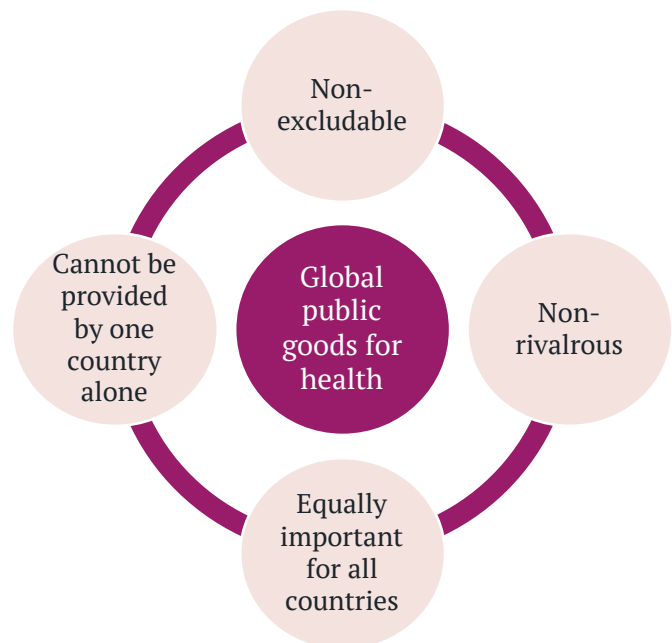 Non-
excludable
Cannot be
provided
by one
country
alone
Global
public
goods for
health
Non-
rivalrous
Equally
important
for all
countries